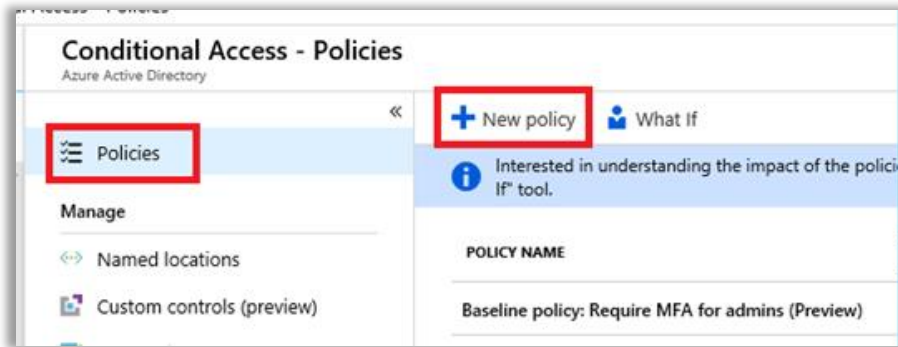 Conditional Access - Policies
Azure Active Directory
«
Policies
Manage
Named locations
Custom controls (preview)
New policy
What If
Interested in understanding the impact of the
If" tool.
POLICY NAME
Baseline policy: Require MFA for admins (Preview)